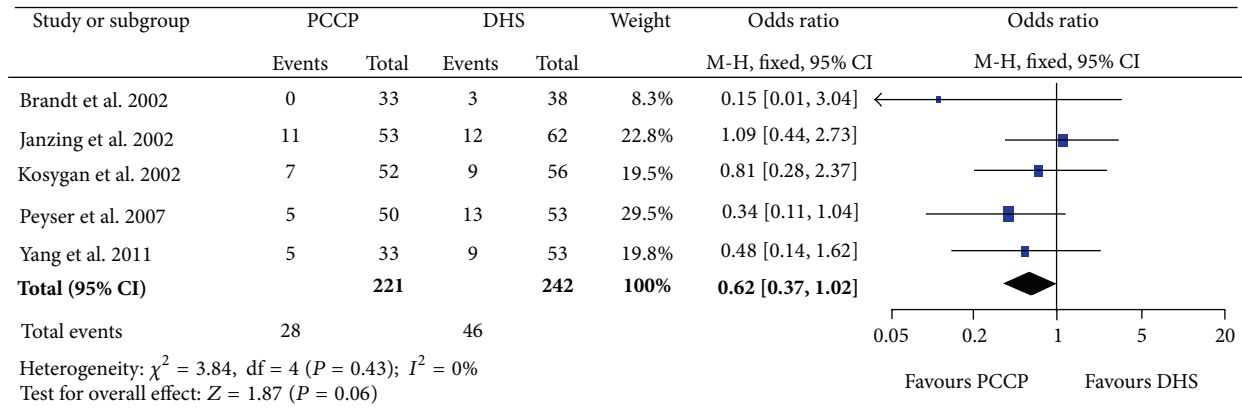 Study or subgroup PCCP DHS Weight Odds ratio Odds ratio
Events Total Events Total M-H, fixed, 95% CI M-H, fixed, 95% CI
Brandt et al. 2002 0 33 3 38 8.3% 0.15 [0.01, 3.04]
Janzing et al. 2002 11 53 12 62 22.8% 1.09 [0.44, 2.73]
Kosygan et al. 2002 7 52 9 56 19.5% 0.81 [0.28, 2.37]
Peyser et al. 2007 5 50 13 53 29.5% 0.34 [0.11, 1.04]
Yang et al. 2011 5 33 9 53 19.8% 0.48 [0.14, 1.62]
Total (95% CI) 221 242 100% 0.62 [0.37, 1.02]
Total events 28 46
0.05 0.2 1 5 20
Heterogeneity: χ² = 3.84, df = 4 (P = 0.43); I² = 0%
Test for overall effect: Z = 1.87 (P = 0.06)
Favours PCCP Favours DHS